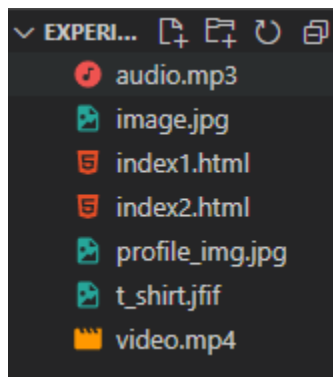 EXPERI...
audio.mp3
image.jpg
index1.html
index2.html
profile_img.jpg
t_shirt.jfif
video.mp4